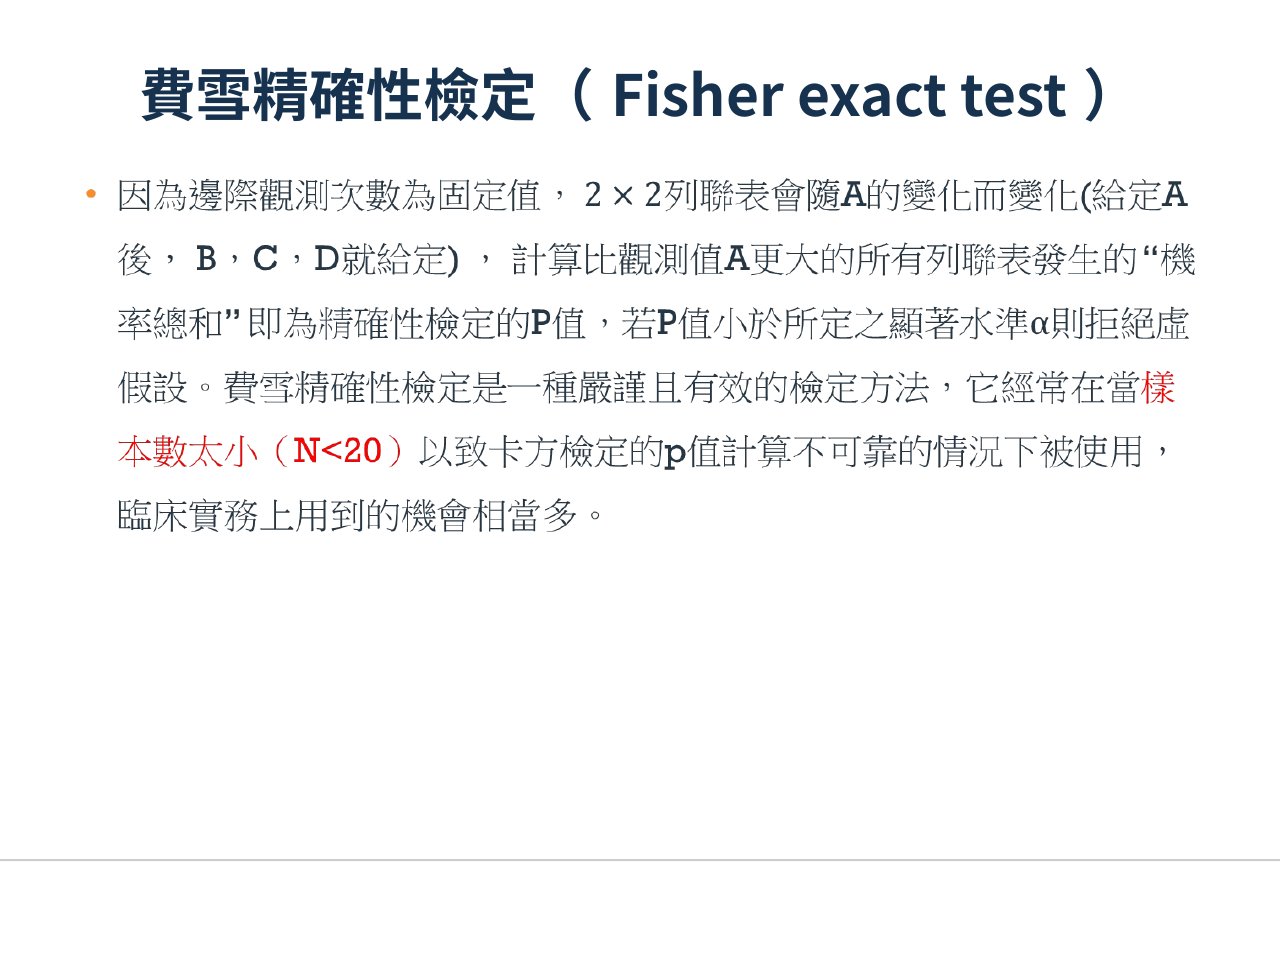 費雪精確性檢定（ Fisher exact test ）
• 因為邊際觀測次數為固定值， 2 × 2列聯表會隨A的變化而變化(給定A
後， B，C，D就給定) ， 計算比觀測值A更大的所有列聯表發生的“機
率總和”即為精確性檢定的P值，若P值小於所定之顯著水準α則拒絕虛
假設。費雪精確性檢定是一種嚴謹且有效的檢定方法，它經常在當樣
本數太小（N<20）以致卡方檢定的p值計算不可靠的情況下被使用，
臨床實務上用到的機會相當多。